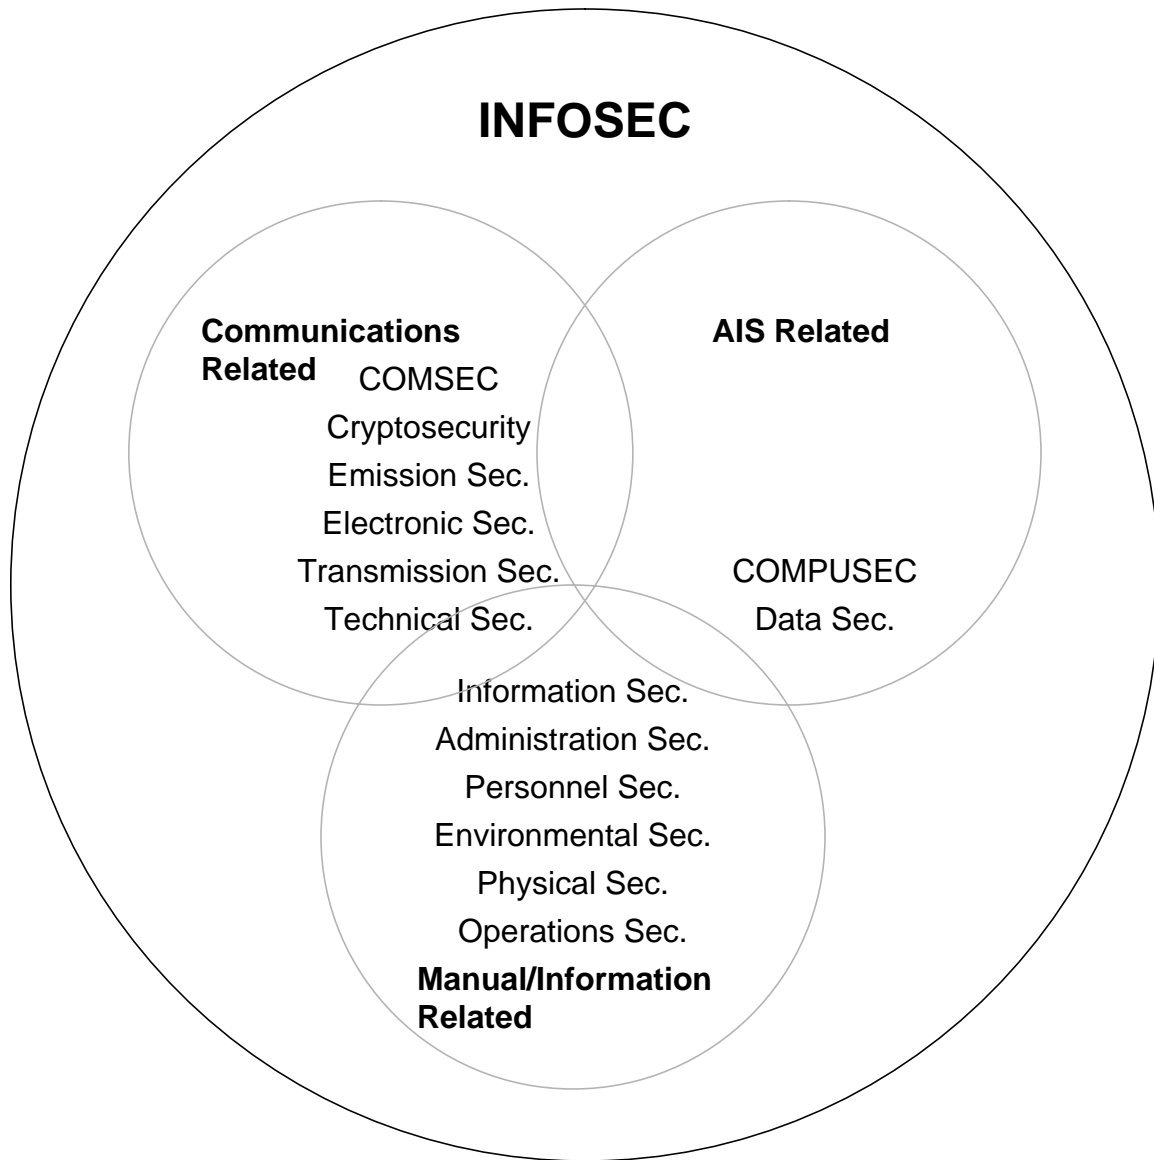 INFOSEC
Communications
Related
COMSEC
Cryptosecurity
Emission Sec.
Electronic Sec.
Transmission Sec.
Technical Sec.
AIS Related
COMPUSEC
Data Sec.
Information Sec.
Administration Sec.
Personnel Sec.
Environmental Sec.
Physical Sec.
Operations Sec.
Manual/Information
Related